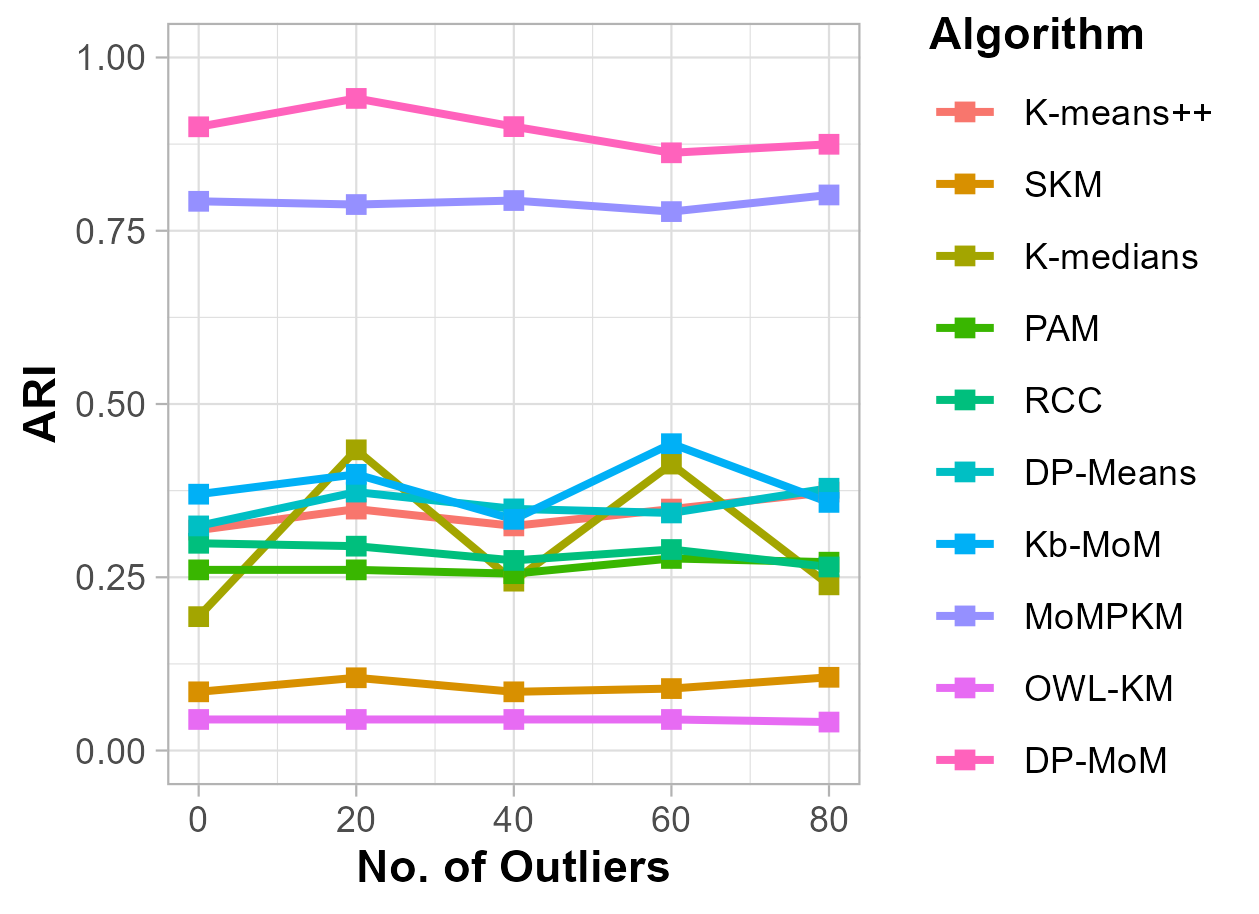 1.00
0.75
0.50
0.25
0.00
ARI
0
20
40
60
80
No. of Outliers
Algorithm
K-means++
SKM
K-medians
PAM
RCC
DP-Means
Kb-MoM
MoMPKM
OWL-KM
DP-MoM